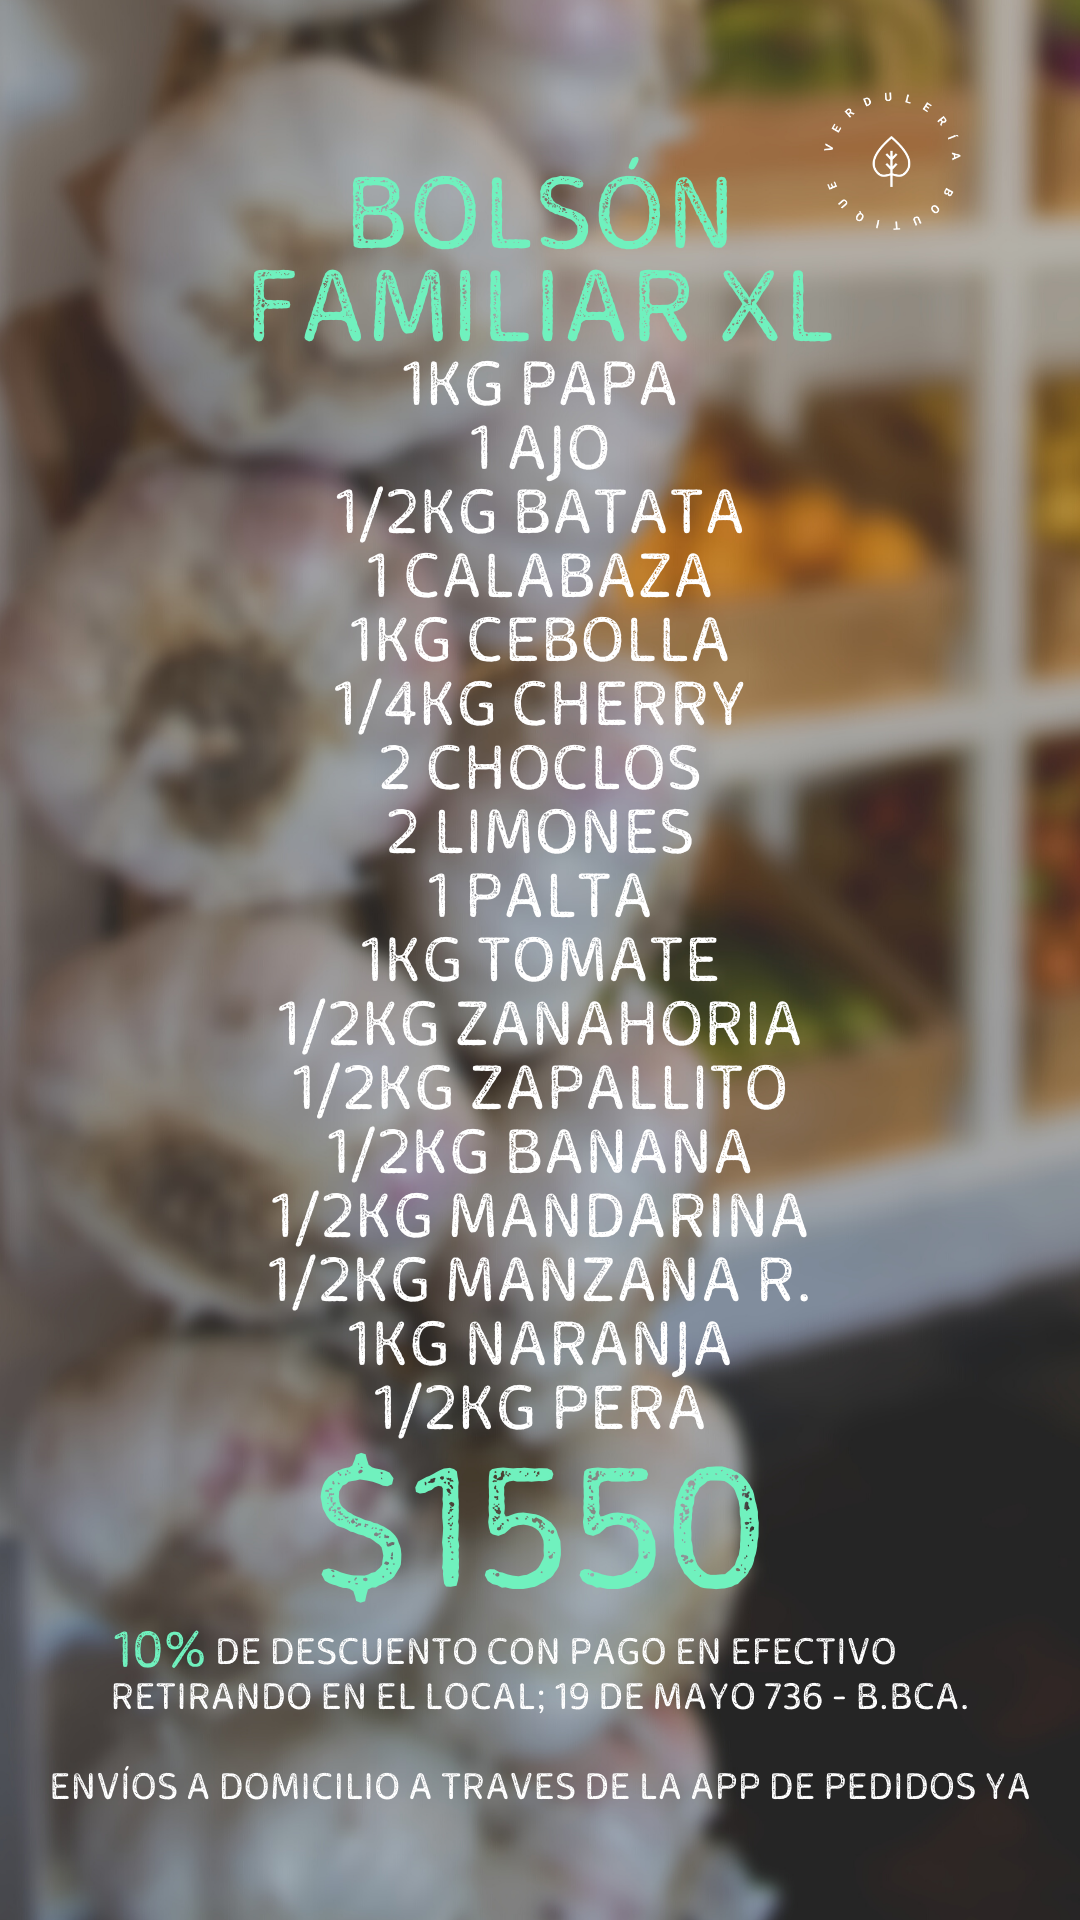 VERDULERÍA BOUTIQUE
BOLSÓN
FAMILIAR XL
1KG PAPA
1 AJO
1/2KG BATATA
1 CALABAZA
1KG CEBOLLA
1/4KG CHERRY
2 CHOCLOS
2 LIMONES
1 PALTA
1KG TOMATE
1/2KG ZANAHORIA
1/2KG ZAPALLITO
1/2KG BANANA
1/2KG MANDARINA
1/2KG MANZANA R.
1KG NARANJA
1/2KG PERA
$1550
10% DE DESCUENTO CON PAGO EN EFECTIVO
RETIRANDO EN EL LOCAL; 19 DE MAYO 736 - B.BCA.
ENVÍOS A DOMICILIO A TRAVES DE LA APP DE PEDIDOS YA